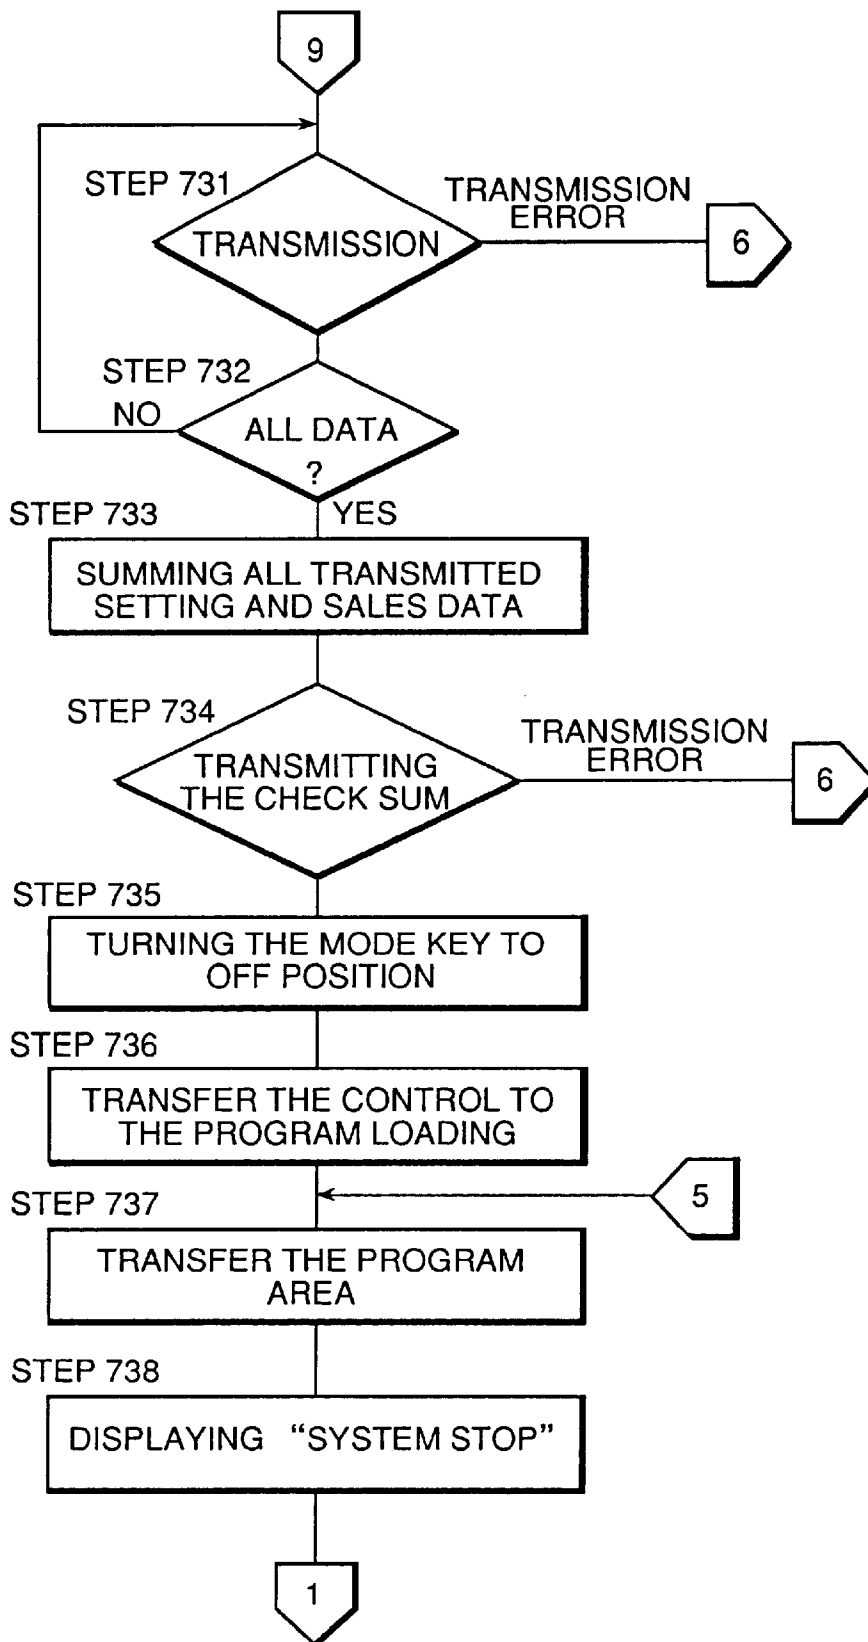 9
STEP 731
TRANSMISSION
TRANSMISSION
ERROR
6
STEP 732
NO
ALL DATA
?
YES
STEP 733
SUMMING ALL TRANSMITTED
SETTING AND SALES DATA
STEP 734
TRANSMITTING
THE CHECK SUM
TRANSMISSION
ERROR
6
STEP 735
TURNING THE MODE KEY TO
OFF POSITION
STEP 736
TRANSFER THE CONTROL TO
THE PROGRAM LOADING
5
STEP 737
TRANSFER THE PROGRAM
AREA
STEP 738
DISPLAYING “SYSTEM STOP”
1